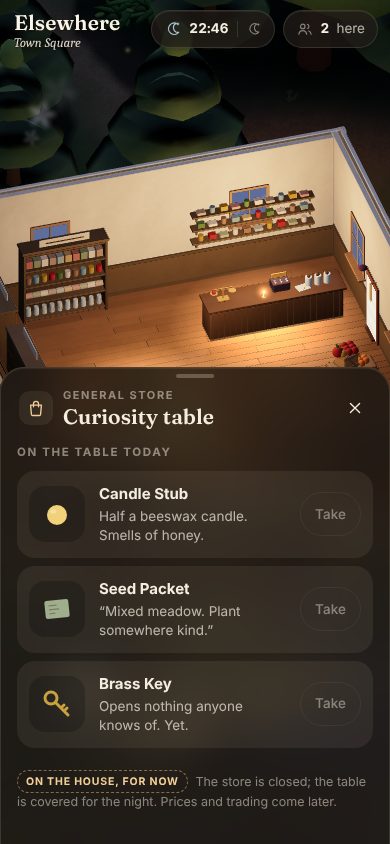 Elsewhere
Town Square
22:46
2 here
GENERAL STORE
Curiosity table
ON THE TABLE TODAY
Candle Stub
Half a beeswax candle.
Smells of honey.
Take
Seed Packet
“Mixed meadow. Plant
somewhere kind.”
Take
Brass Key
Opens nothing anyone
knows of. Yet.
Take
ON THE HOUSE, FOR NOW The store is closed; the table
is covered for the night. Prices and trading come later.